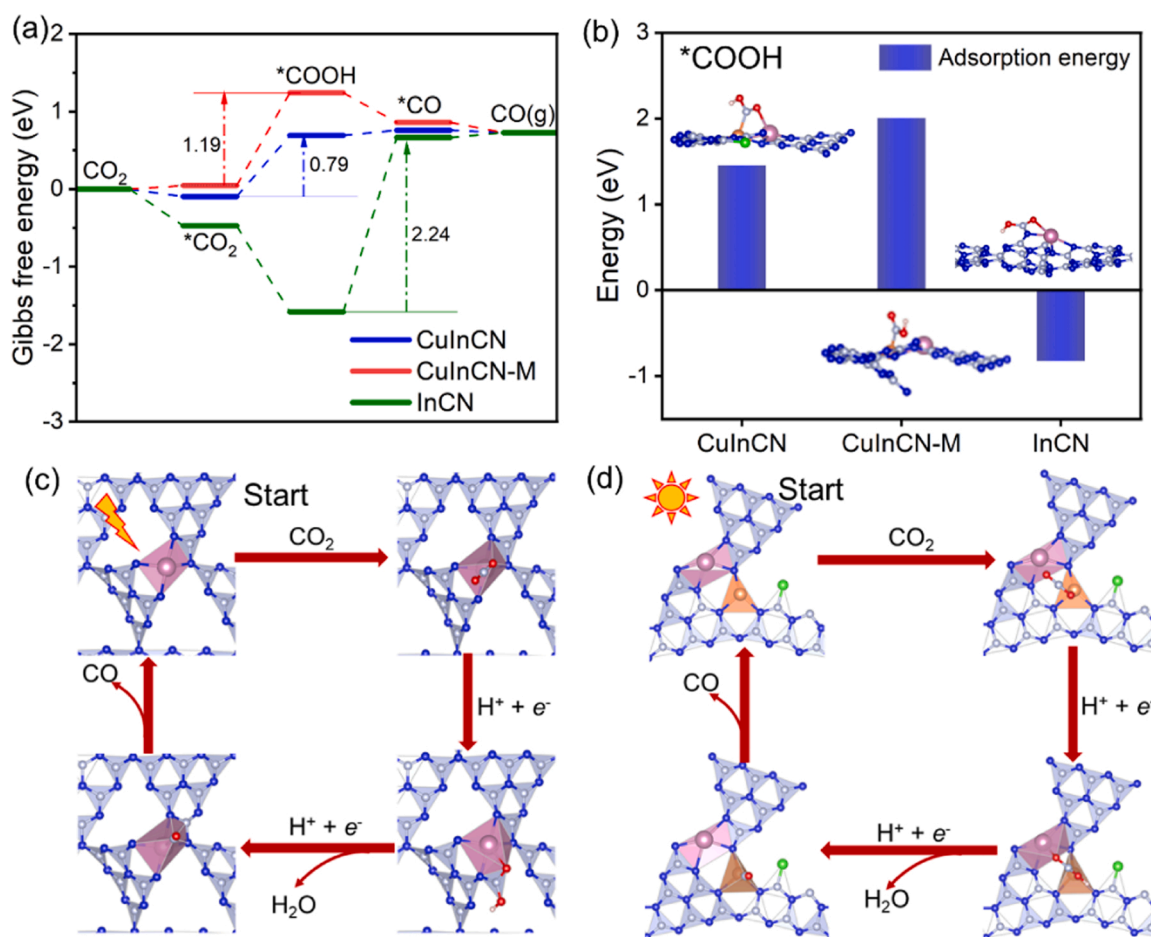 (a)
Gibbs free energy (eV)
2
1
0
-1
-2
-3
CO₂
*CO₂
*COOH
*CO
CO(g)
1.19
0.79
2.24
CuInCN
CuInCN-M
InCN
(b)
Energy (eV)
3
2
1
0
-1
*COOH
Adsorption energy
CuInCN
CuInCN-M
InCN
(c)
Start
CO₂
H⁺ + e⁻
H⁺ + e⁻
H₂O
CO
(d)
Start
CO₂
H⁺ + e⁻
H⁺ + e⁻
H₂O
CO